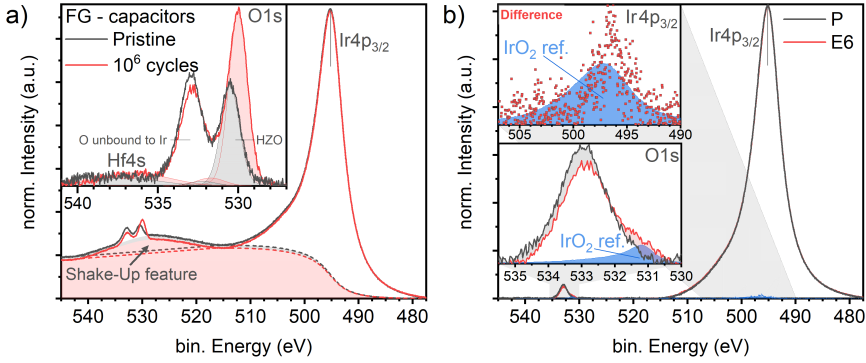 a)
norm. Intensity (a.u.)
FG - capacitors
Pristine
10⁶ cycles
O1s
Ir4p₃/₂
O unbound to Ir
HZO
Hf4s
540 535 530
Shake-Up feature
540 530 520 510 500 490 480
bin. Energy (eV)
b)
norm. Intensity (a.u.)
Difference
Ir4p₃/₂
IrO₂ ref.
505 500 495 490
P
E6
Ir4p₃/₂
O1s
IrO₂ ref.
535 534 533 532 531 530
540 530 520 510 500 490 480
bin. Energy (eV)